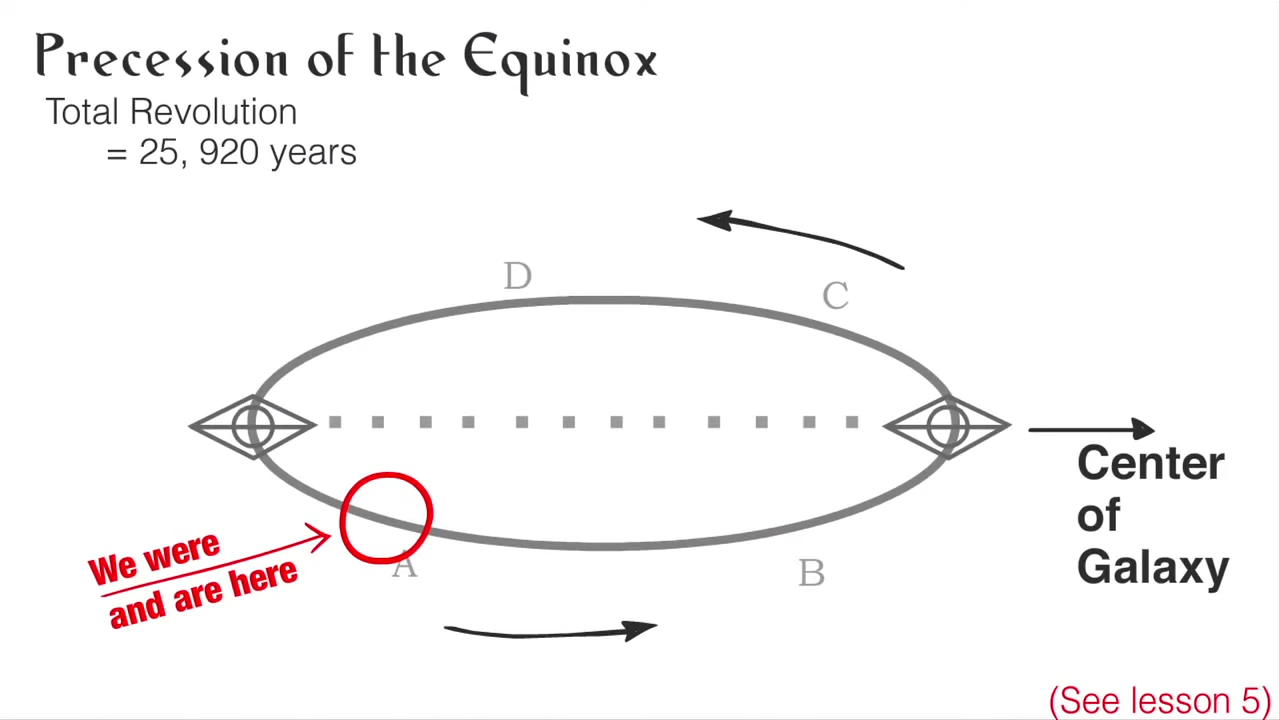 Precession of the Equinox
Total Revolution
= 25, 920 years
D
C
Center
of
Galaxy
We were
and are here
A
B
(See lesson 5)